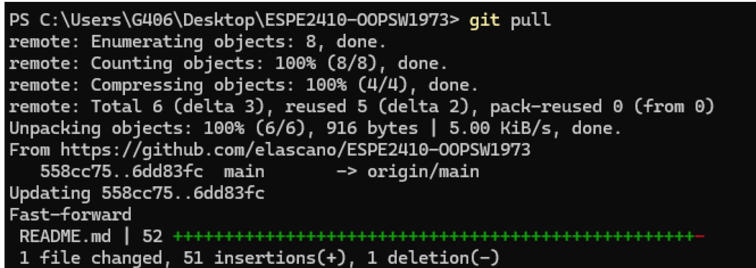 PS C:\Users\G406\Desktop\ESPE2410-OOPSW1973> git pull
remote: Enumerating objects: 8, done.
remote: Counting objects: 100% (8/8), done.
remote: Compressing objects: 100% (4/4), done.
remote: Total 6 (delta 3), reused 5 (delta 2), pack-reused 0 (from 0)
Unpacking objects: 100% (6/6), 916 bytes | 5.00 KiB/s, done.
From https://github.com/elascano/ESPE2410-OOPSW1973
   558cc75..6dd83fc  main       -> origin/main
Updating 558cc75..6dd83fc
Fast-forward
 README.md | 52 +++++++++++++++++++++++++++++++++++++++++++++++++++-
 1 file changed, 51 insertions(+), 1 deletion(-)